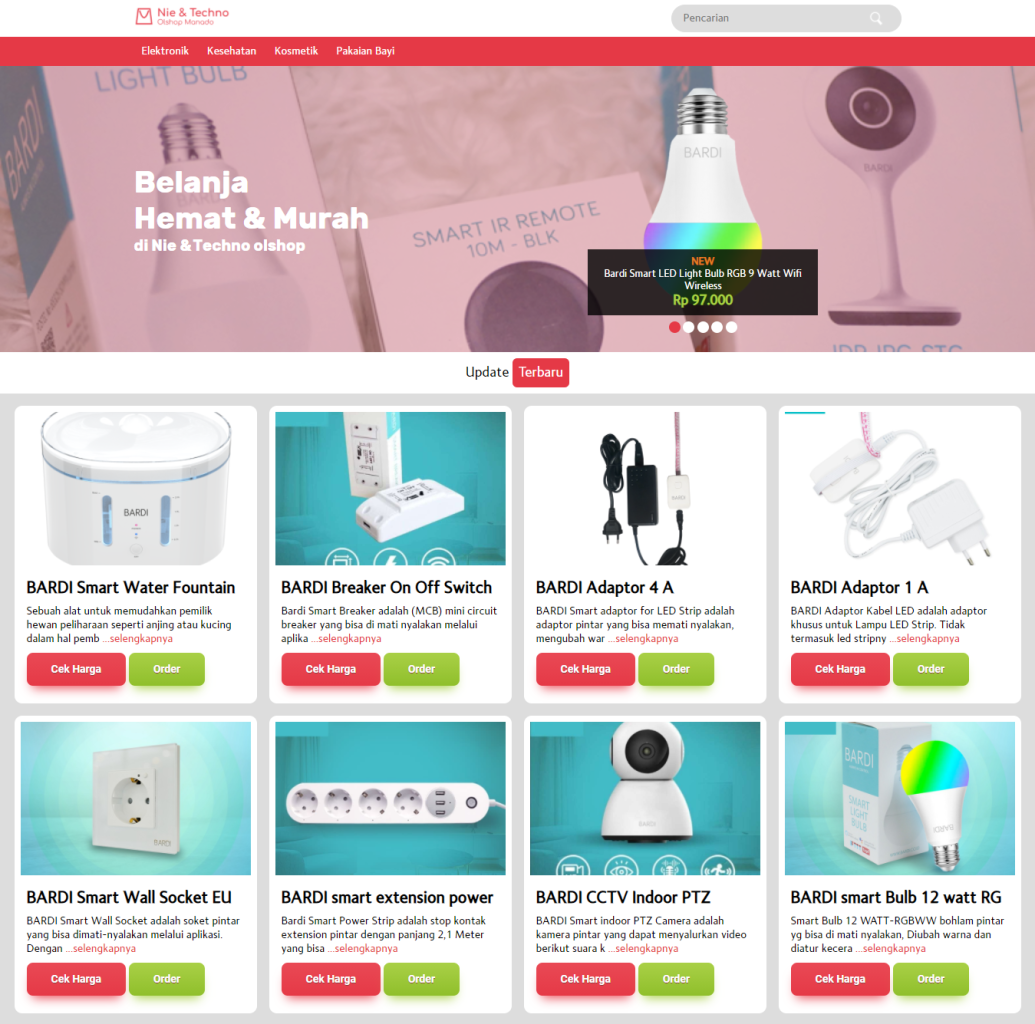 Nie & Techno
Olshop Manado
Pencarian
Elektronik Kesehatan Kosmetik Pakaian Bayi
LIGHT BULB
BARDI
BARDI
Belanja
Hemat & Murah
di Nie & Techno olshop
SMART IR REMOTE
10M - BLK
NEW
Bardi Smart LED Light Bulb RGB 9 Watt Wifi
Wireless
Rp 97.000
Update Terbaru
BARDI
BARDI
BARDI Smart Water Fountain
Sebuah alat untuk memudahkan pemilik
hewan peliharaan seperti anjing atau kucing
dalam hal pemb ...selengkapnya
Cek Harga Order
BARDI Breaker On Off Switch
Bardi Smart Breaker adalah (MCB) mini circuit
breaker yang bisa di mati nyalakan melalui
aplika ...selengkapnya
Cek Harga Order
BARDI Adaptor 4 A
BARDI Smart adaptor for LED Strip adalah
adaptor pintar yang bisa memati nyalakan,
mengubah war ...selengkapnya
Cek Harga Order
BARDI Adaptor 1 A
BARDI Adaptor Kabel LED adalah adaptor
khusus untuk Lampu LED Strip. Tidak
termasuk led stripny ...selengkapnya
Cek Harga Order
BARDI
BARDI
BARDI
SMART
LIGHT
BULB
BARDI
BARDI Smart Wall Socket EU
BARDI Smart Wall Socket adalah soket pintar
yang bisa dimati-nyalakan melalui aplikasi.
Dengan ...selengkapnya
Cek Harga Order
BARDI smart extension power
Bardi Smart Power Strip adalah stop kontak
extension pintar dengan panjang 2,1 Meter
yang bisa ...selengkapnya
Cek Harga Order
BARDI CCTV Indoor PTZ
BARDI Smart indoor PTZ Camera adalah
kamera pintar yang dapat menyalurkan video
berikut suara k ...selengkapnya
Cek Harga Order
BARDI smart Bulb 12 watt RG
Smart Bulb 12 WATT-RGBWW bohlam pintar
yg bisa di mati nyalakan, Diubah warna dan
diatur kecera ...selengkapnya
Cek Harga Order